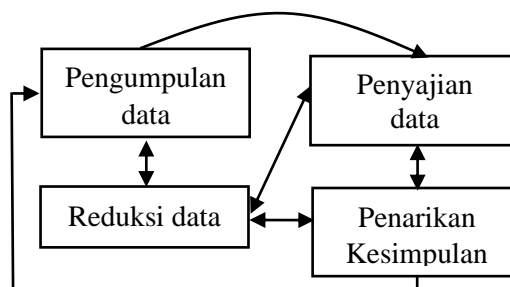 Pengumpulan
data
Penyajian
data
Reduksi data
Penarikan
Kesimpulan